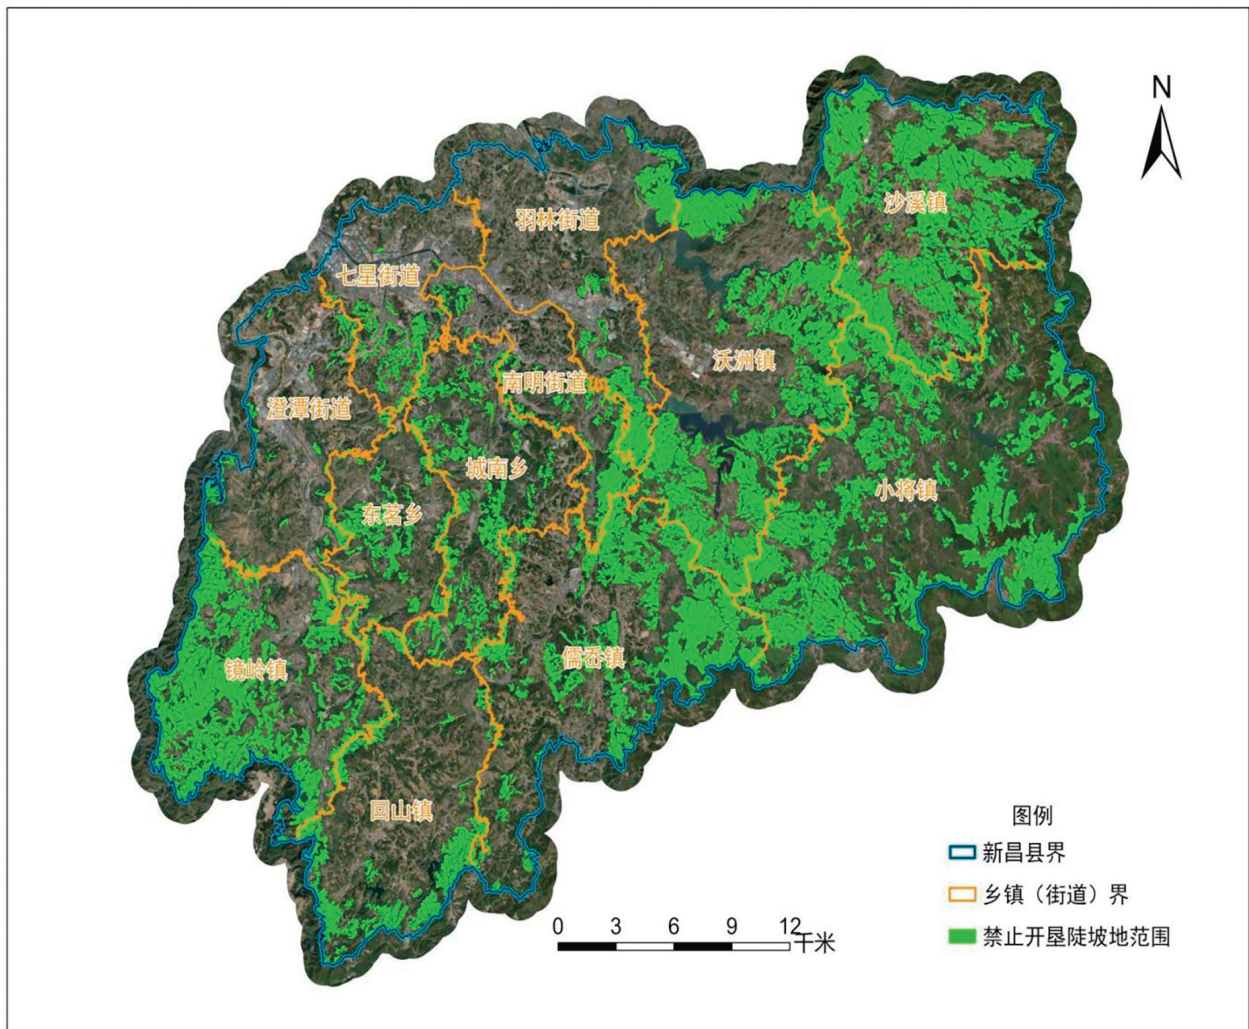 N
沙溪镇
羽林街道
七星街道
沃洲镇
南明街道
澄潭街道
城南乡
小将镇
东茗乡
儒岙镇
镜岭镇
回山镇
图例
新昌县界
乡镇（街道）界
禁止开垦陡坡地范围
0 3 6 9 12
千米